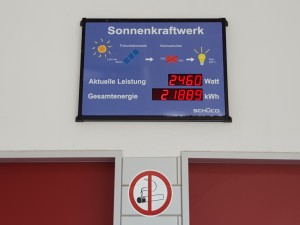 Sonnenkraftwerk
Aktuelle Leistung 2460 Watt
Gesamtenergie 21889 kWh
SCHÜCO